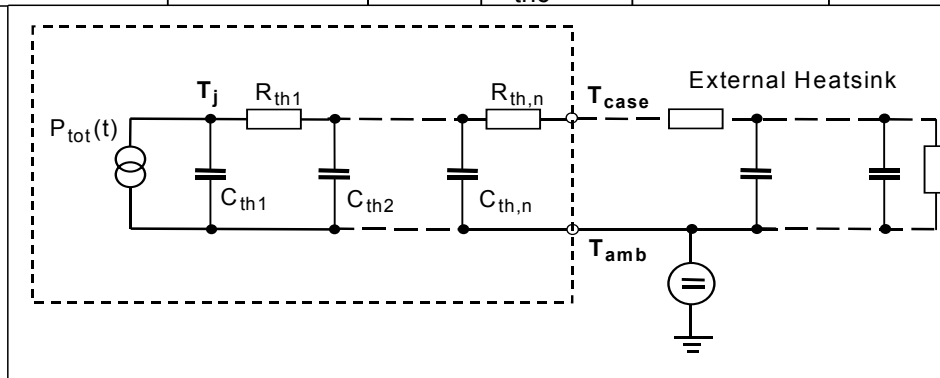 External Heatsink
T_j
R_th1
R_th,n
T_case
P_tot(t)
C_th1
C_th2
C_th,n
T_amb